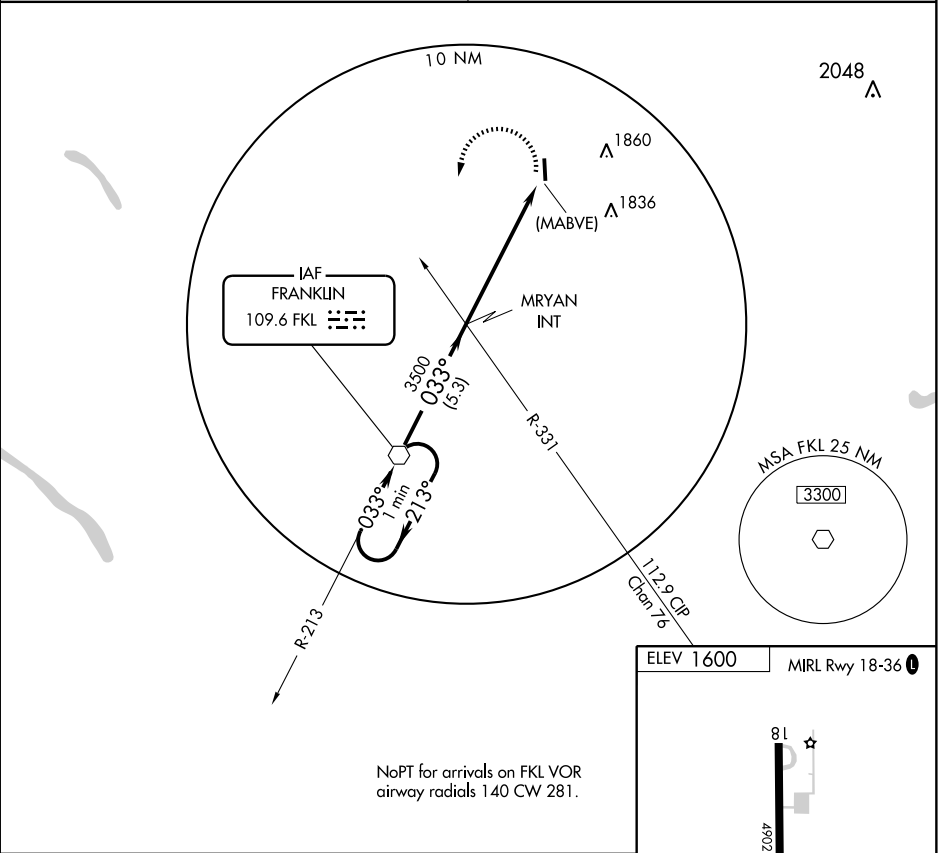 10 NM
2048
1860
1836
(MABVE)
IAF
FRANKLIN
109.6 FKL
MRYAN
INT
3500
033°
(5.3)
R-331
033°
1 min
213°
MSA FKL 25 NM
3300
112.9 CIP
Chan 76
R-213
ELEV 1600
MIRL Rwy 18-36 L
18
4902
NoPT for arrivals on FKL VOR
airway radials 140 CW 281.